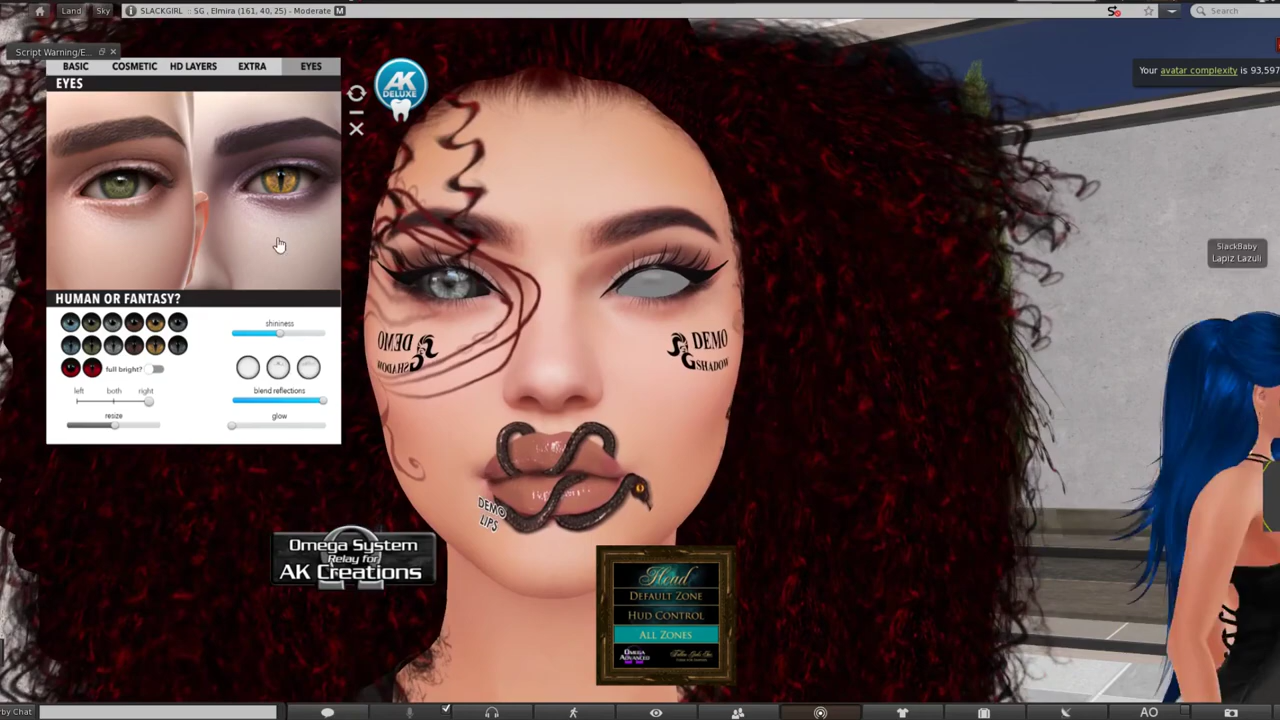 Land Sky SLACKGIRL :: SG , Elmira (161, 40, 25) - Moderate M
Search
Script Warning/E...
BASIC COSMETIC HD LAYERS EXTRA EYES
EYES
AK
DELUXE
Your avatar complexity is 93,597
SlackBaby
Lapiz Lazuli
HUMAN OR FANTASY?
shininess
full bright?
left both right
blend reflections
resize
glow
DEMO
SHADOW
DEMO
SHADOW
DEMO
LIPS
Omega System
Relay for
AK Creations
Head
DEFAULT ZONE
HUD CONTROL
ALL ZONES
OMEGA
ADVANCED
rby Chat
AO